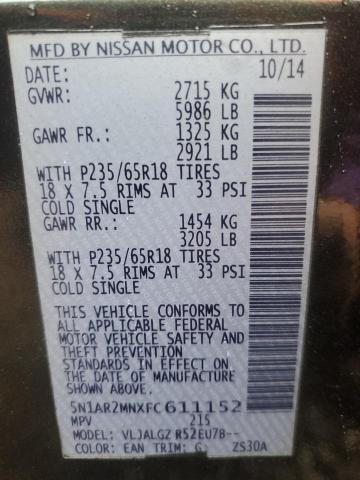 MFD BY NISSAN MOTOR CO., LTD.
DATE: 10/14
GVWR: 2715 KG
5986 LB
GAWR FR.: 1325 KG
2921 LB
WITH P235/65R18 TIRES
18 X 7.5 RIMS AT 33 PSI
COLD SINGLE
GAWR RR.: 1454 KG
3205 LB
WITH P235/65R18 TIRES
18 X 7.5 RIMS AT 33 PSI
COLD SINGLE
THIS VEHICLE CONFORMS TO
ALL APPLICABLE FEDERAL
MOTOR VEHICLE SAFETY AND
THEFT PREVENTION
STANDARDS IN EFFECT ON
THE DATE OF MANUFACTURE
SHOWN ABOVE.
5N1AR2MNXFC611152
MPV 215
MODEL: VLJALGZ R52EU7B--
COLOR: EAN TRIM: G- ZS30A